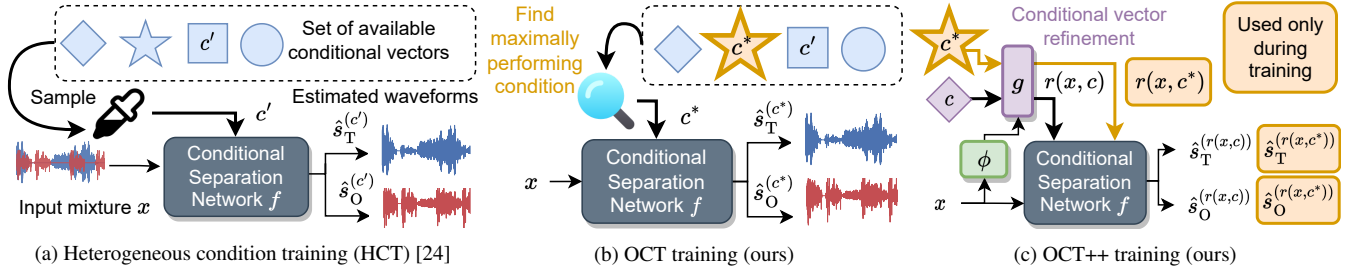 Set of available
conditional vectors
c′
Sample
c′
Estimated waveforms
ŝ_T^(c′)
ŝ_O^(c′)
Conditional
Separation
Network f
Input mixture x
(a) Heterogeneous condition training (HCT) [24]
Find
maximally
performing
condition
c*
c′
c*
x
Conditional
Separation
Network f
ŝ_T^(c*)
ŝ_O^(c*)
(b) OCT training (ours)
Conditional vector
refinement
c*
c
g
r(x, c)
r(x, c*)
Used only
during
training
ϕ
x
Conditional
Separation
Network f
ŝ_T^(r(x,c))
ŝ_T^(r(x,c*))
ŝ_O^(r(x,c))
ŝ_O^(r(x,c*))
(c) OCT++ training (ours)